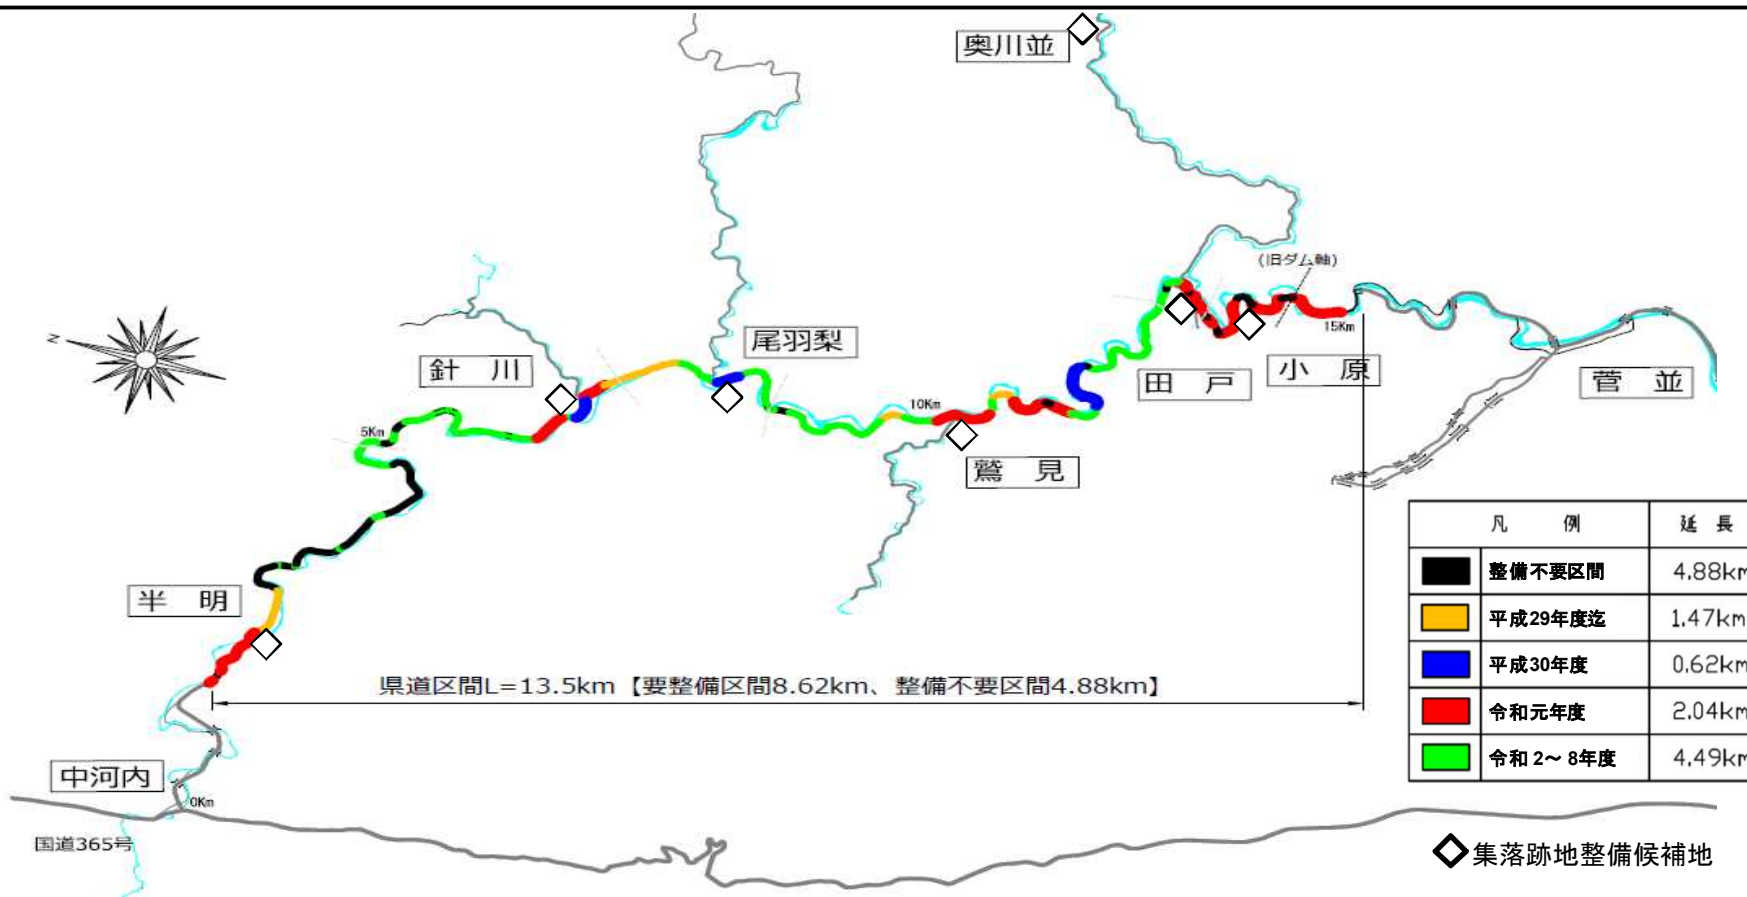 奥川並
(旧ダム軸)
尾羽梨
針 川
15Km
小 原
田 戸
菅 並
N
10Km
5Km
鷲 見
凡 例 延 長
整備不要区間 4.88km
平成29年度迄 1.47km
平成30年度 0.62km
令和元年度 2.04km
令和2～8年度 4.49km
半 明
県道区間L=13.5km【要整備区間8.62km、整備不要区間4.88km】
中河内
0Km
国道365号
集落跡地整備候補地